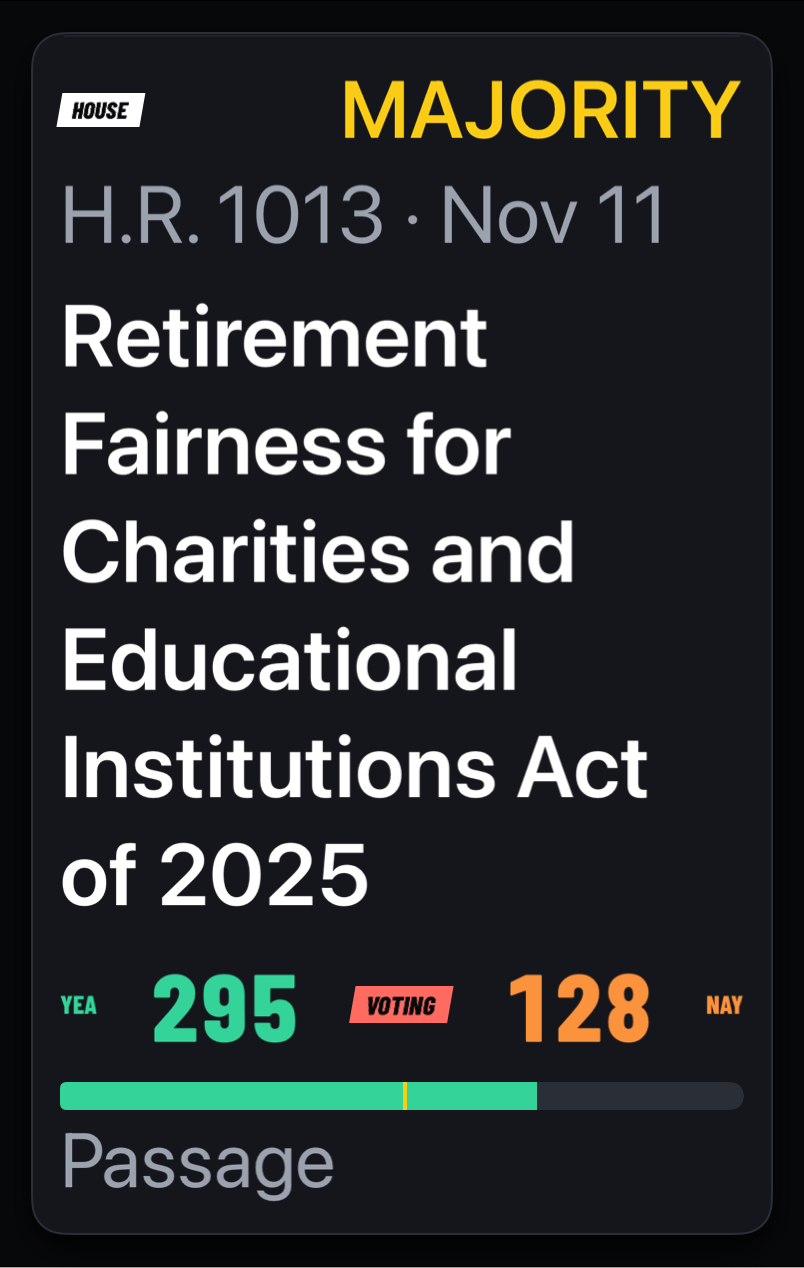 HOUSE
MAJORITY
H.R. 1013 · Nov 11
Retirement
Fairness for
Charities and
Educational
Institutions Act
of 2025
YEA 295 VOTING 128 NAY
Passage